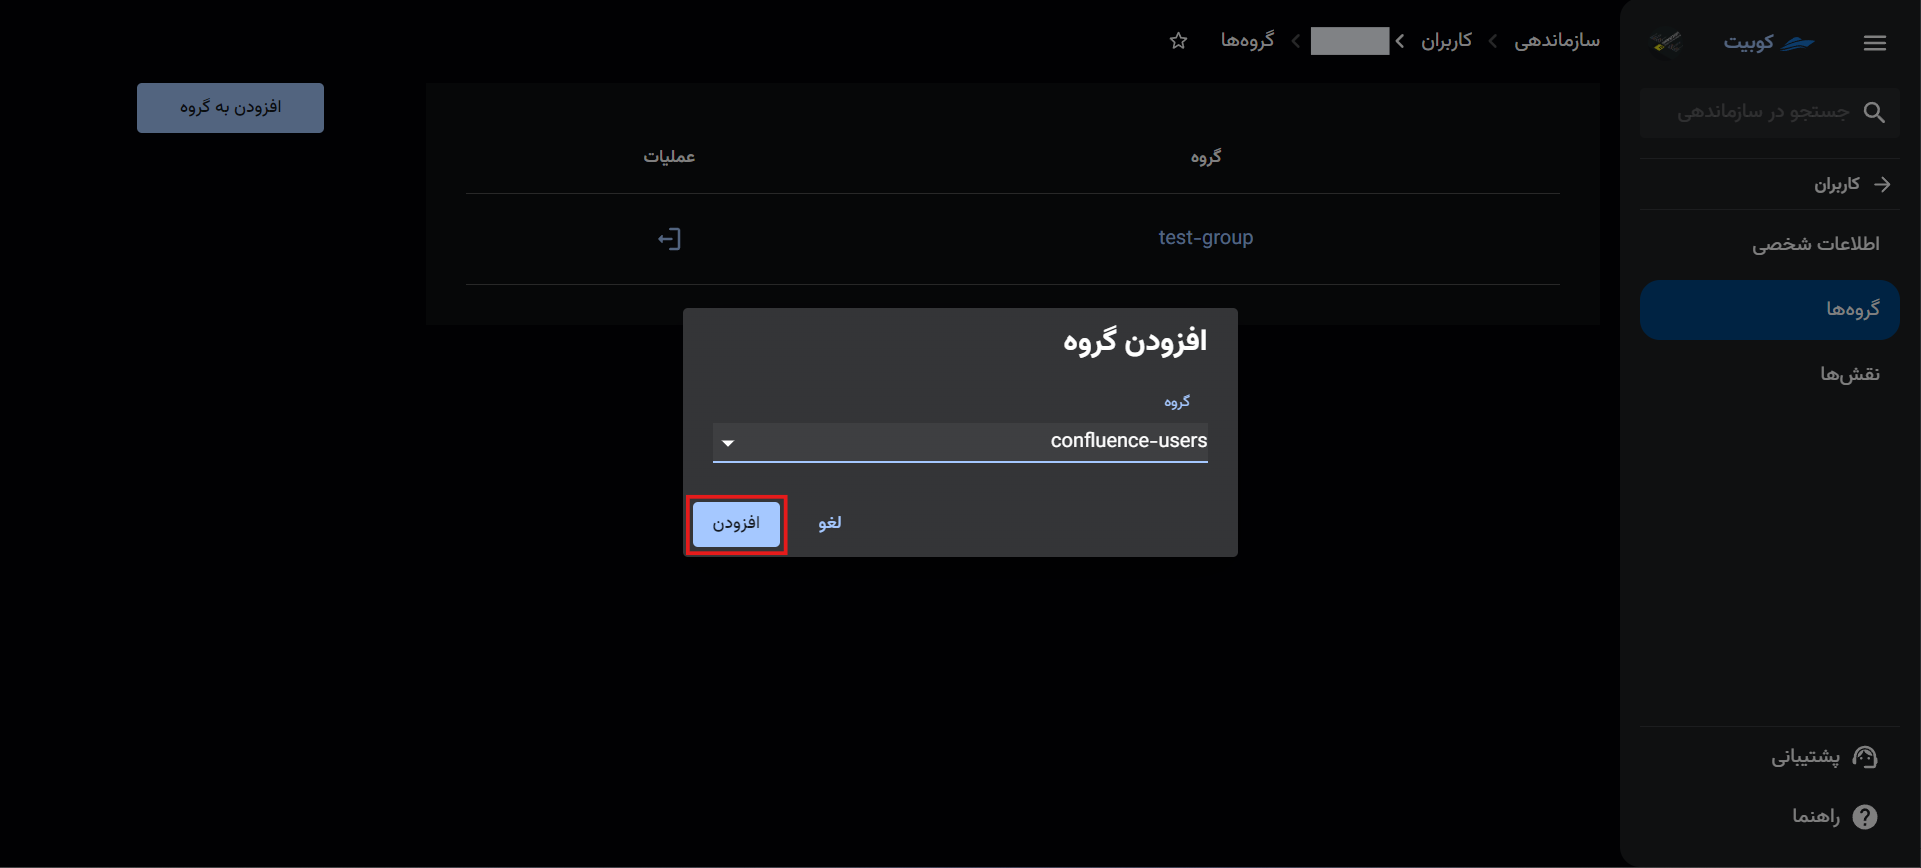 کوبیت
جستجو در سازماندهی
کاربران
اطلاعات شخصی
گروه‌ها
نقش‌ها
پشتیبانی
راهنما
سازماندهی
کاربران
گروه‌ها
افزودن به گروه
گروه
عملیات
test-group
افزودن گروه
گروه
confluence-users
لغو
افزودن